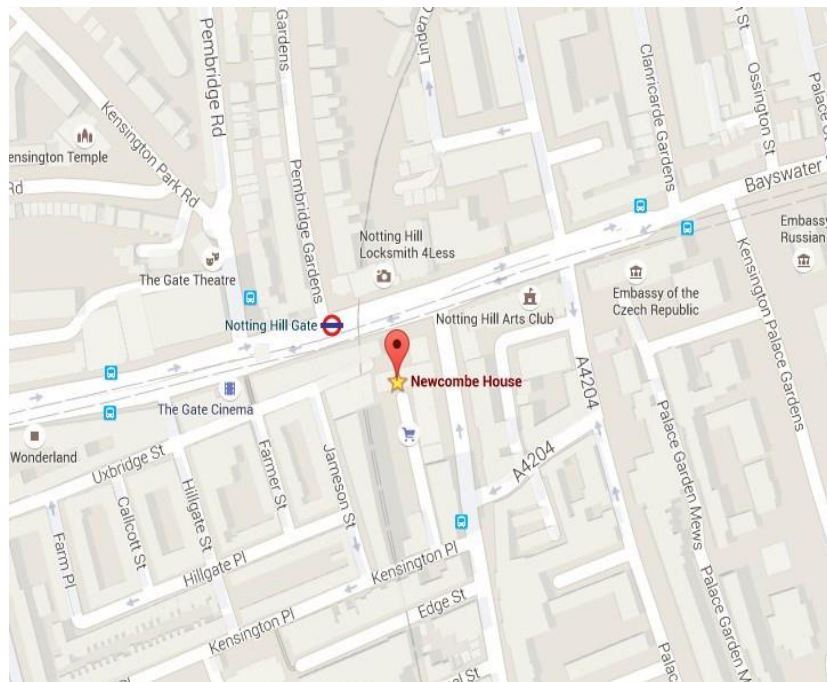 Pembridge Rd
Gardens
Pembridge Gardens
Kensington Park Rd
ensington Temple
Rd
The Gate Theatre
Notting Hill
Locksmith 4Less
Clanricarde Gardens
Ossington St
St
Bayswater
Kensington Palace Gardens
Embassy
Russian
Embassy of the
Czech Republic
Notting Hill Gate
Notting Hill Arts Club
Newcombe House
A4204
A4204
The Gate Cinema
Wonderland
Uxbridge St
Farmer St
Jameson St
Hillgate St
Callcott St
Farm Pl
Hillgate Pl
Kensington Pl
Kensington Pl
Edge St
St
Palace Garden Mews
Palace Garden Mews